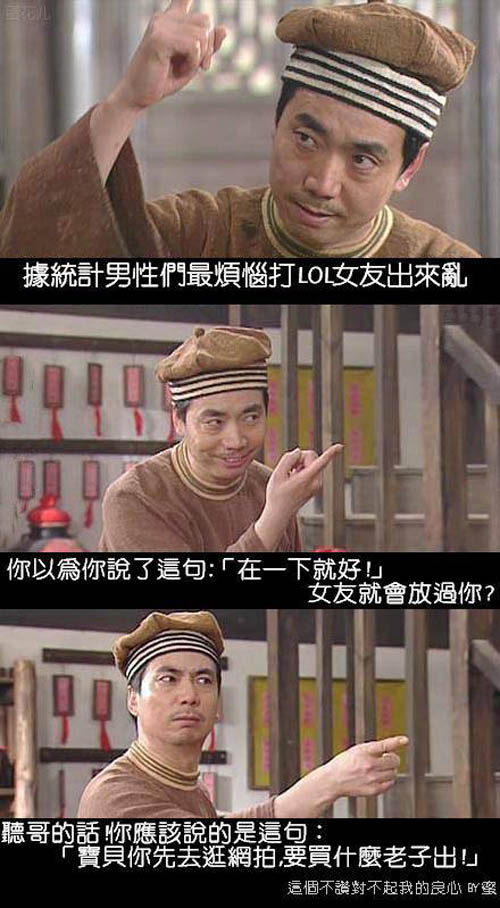 據統計男性們最煩惱打LOL女友出來亂
你以為你說了這句:「在一下就好!」
女友就會放過你?
聽哥的話!你應該說的是這句：
「寶貝你先去逛網拍,要買什麼老子出!」
這個不讚對不起我的良心 BY蜜